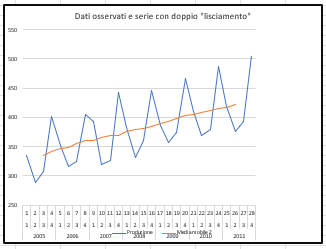 Dati osservati e serie con doppio "lisciamento"
550
500
450
400
350
300
250
1 2 3 4 5 6 7 8 9 10 11 12 13 14 15 16 17 18 19 20 21 22 23 24 25 26 27 28
1 2 3 4 1 2 3 4 1 2 3 4 1 2 3 4 1 2 3 4 1 2 3 4 1 2 3 4
2005 2006 2007 2008 2009 2010 2011
Produzione Mediamobile 2